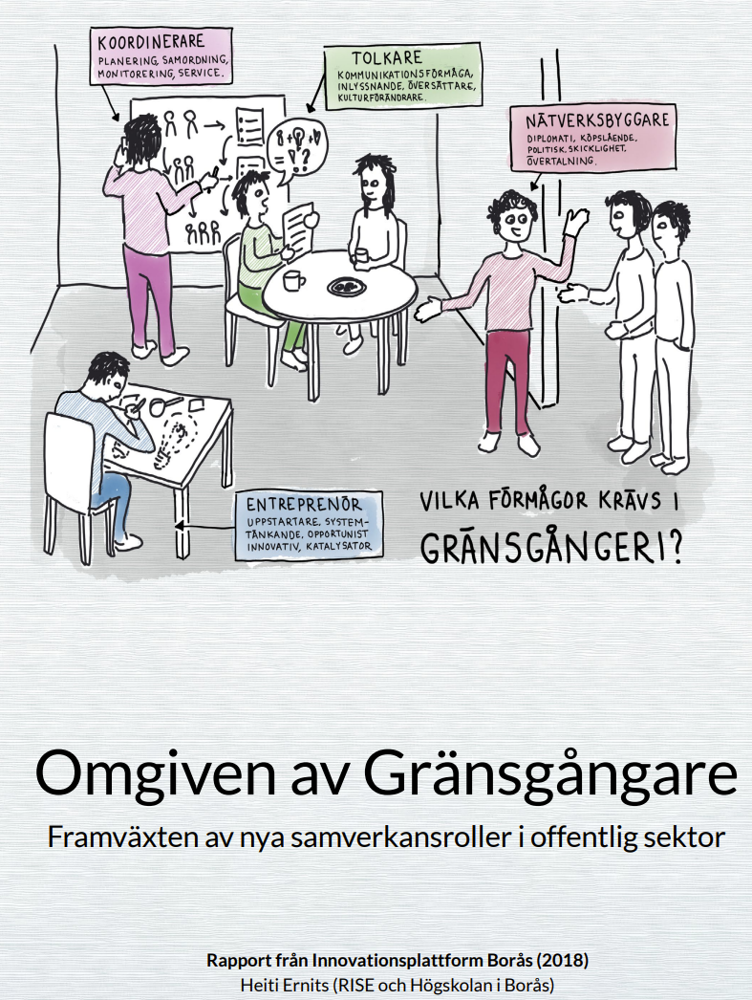 KOORDINERARE
PLANERING, SAMORDNING,
MONITORERING, SERVICE.
TOLKARE
KOMMUNIKATIONSFÖRMÅGA,
INLYSSNANDE, ÖVERSÄTTARE,
KULTURFÖRÄNDRARE.
8+💡+
= ! ?
NÄTVERKSBYGGARE
DIPLOMATI, KÖPSLÅENDE,
POLITISK, SKICKLIGHET,
ÖVERTALNING.
ENTREPRENÖR
UPPSTARTARE, SYSTEM-
TÄNKANDE, OPPORTUNIST
INNOVATIV, KATALYSATOR
VILKA FÖRMÅGOR KRÄVS I
GRÄNSGÅNGERI?
Omgiven av Gränsgångare
Framväxten av nya samverkansroller i offentlig sektor
Rapport från Innovationsplattform Borås (2018)
Heiti Ernits (RISE och Högskolan i Borås)